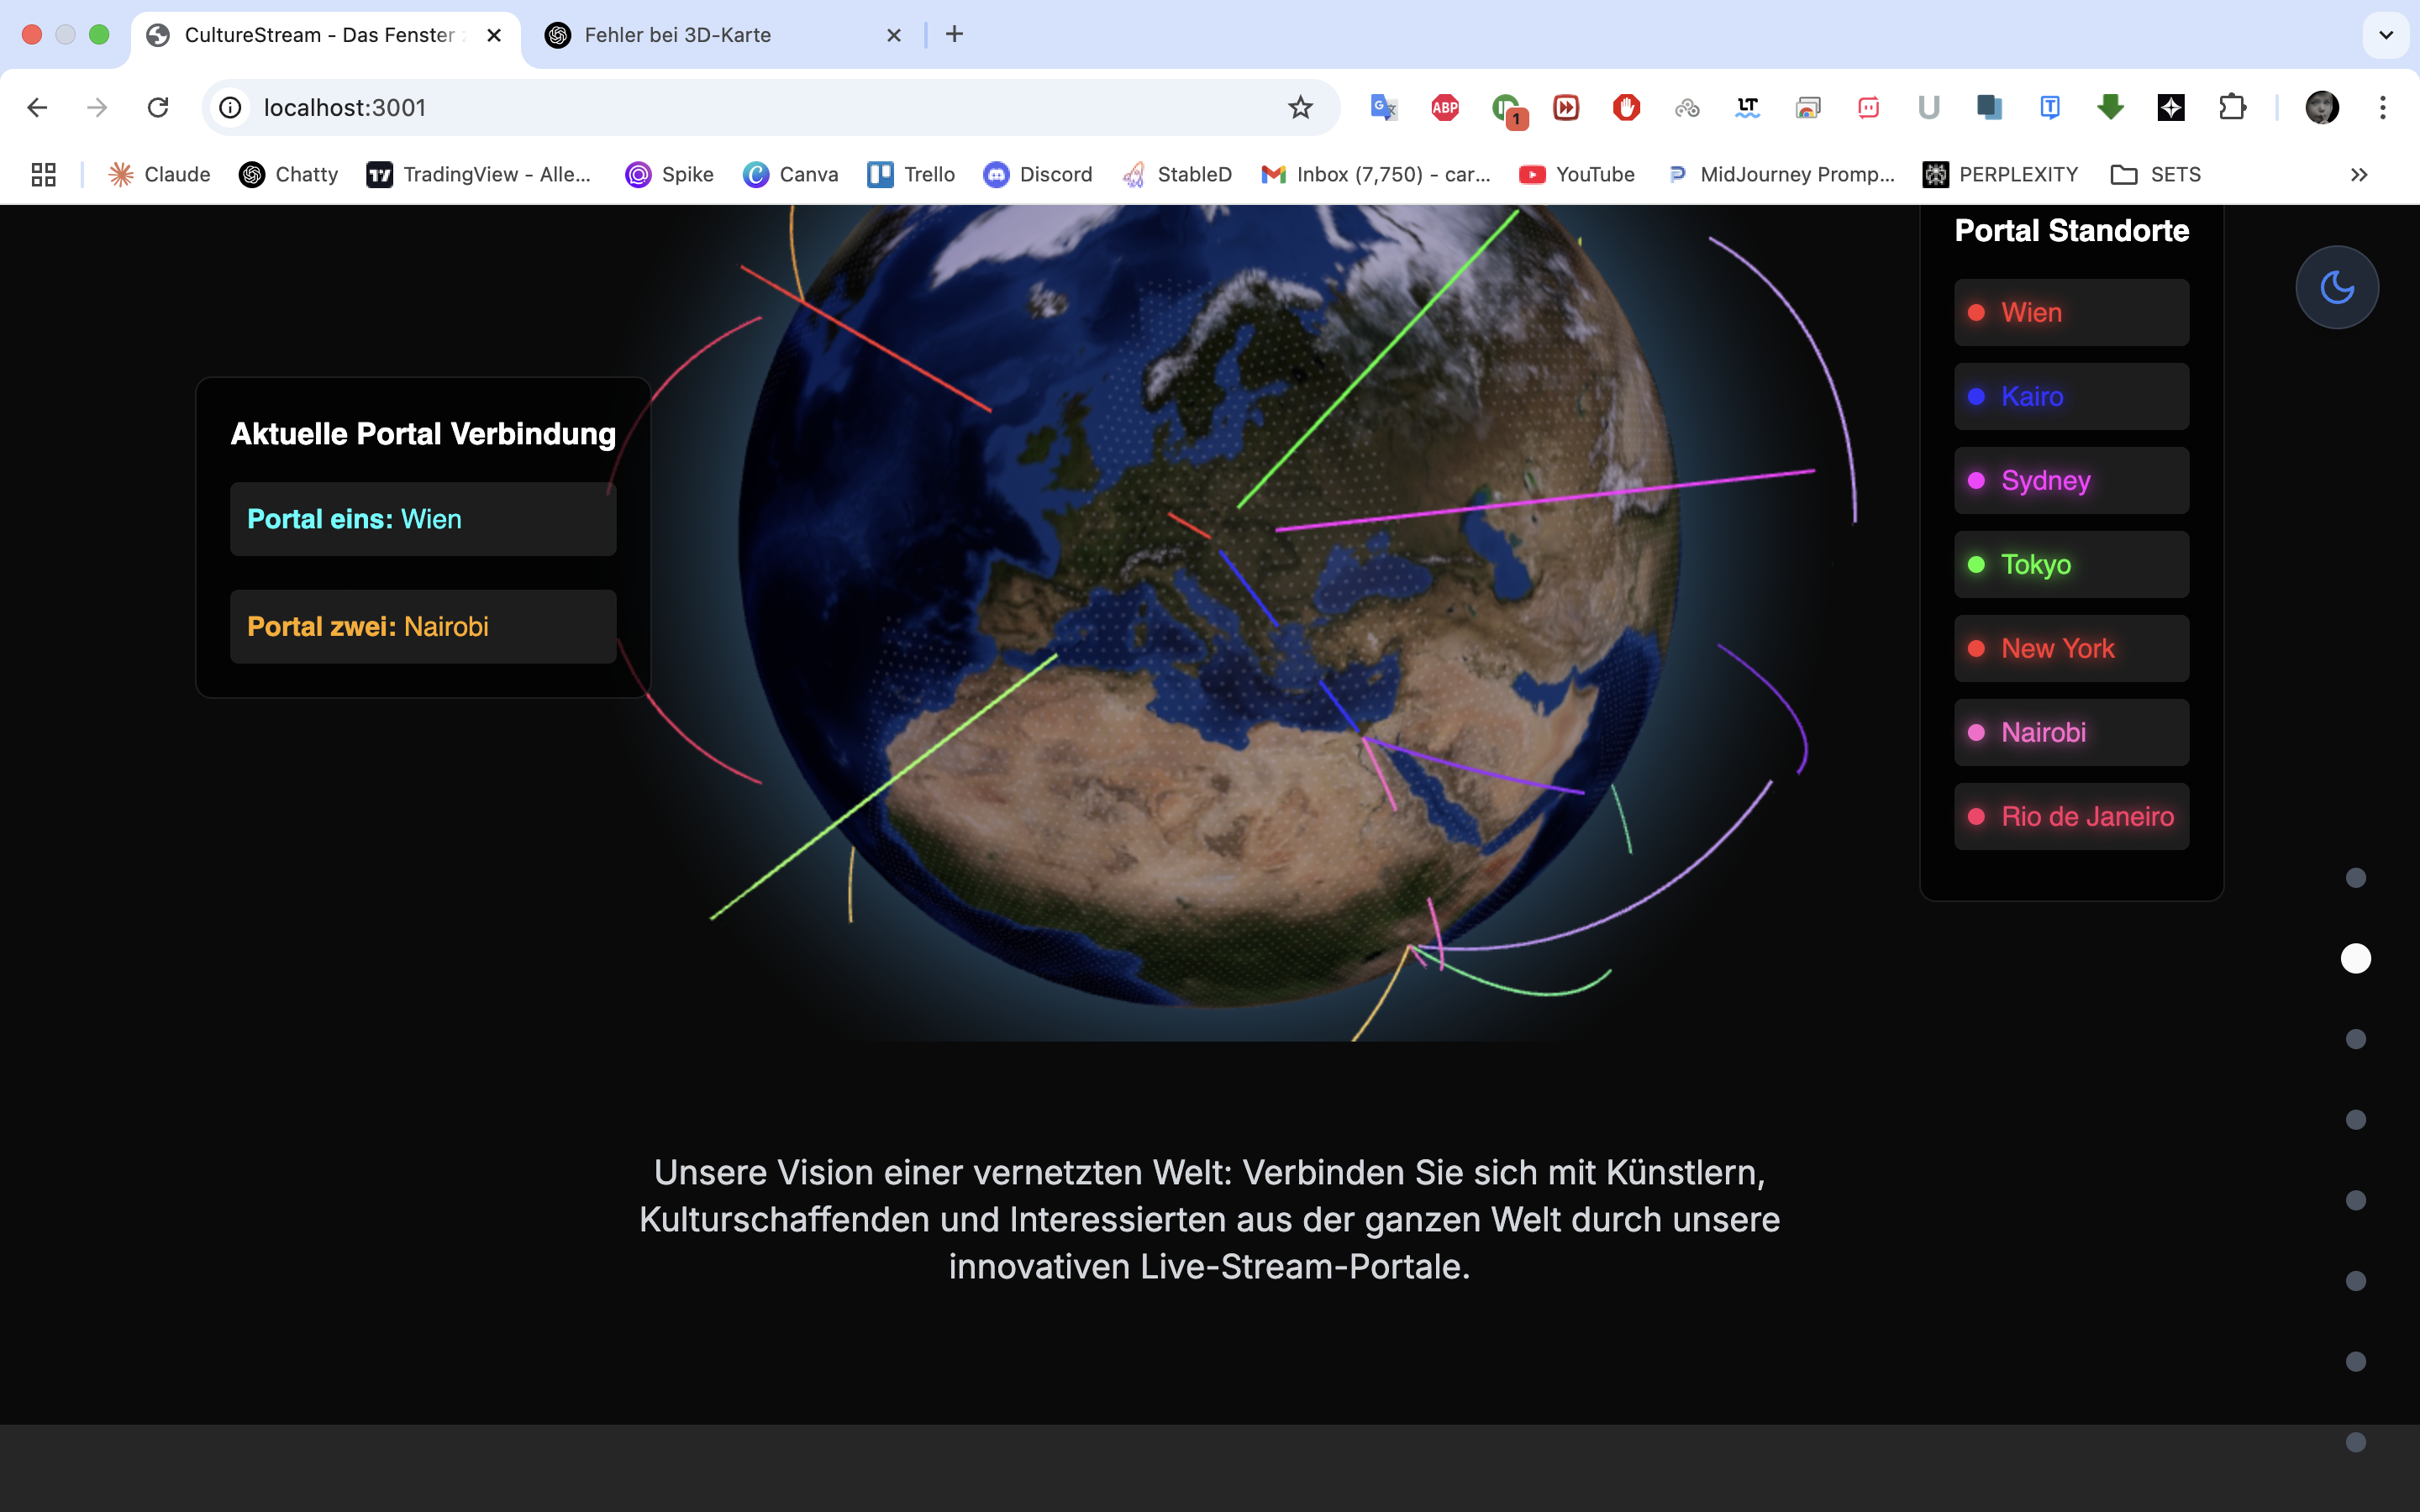 CultureStream - Das Fenster
Fehler bei 3D-Karte
localhost:3001
ABP
1
LT
U
T
Claude
Chatty
TradingView - Alle...
Spike
Canva
Trello
Discord
StableD
Inbox (7,750) - car...
YouTube
MidJourney Promp...
PERPLEXITY
SETS
Aktuelle Portal Verbindung
Portal eins: Wien
Portal zwei: Nairobi
Portal Standorte
Wien
Kairo
Sydney
Tokyo
New York
Nairobi
Rio de Janeiro
Unsere Vision einer vernetzten Welt: Verbinden Sie sich mit Künstlern,
Kulturschaffenden und Interessierten aus der ganzen Welt durch unsere
innovativen Live-Stream-Portale.